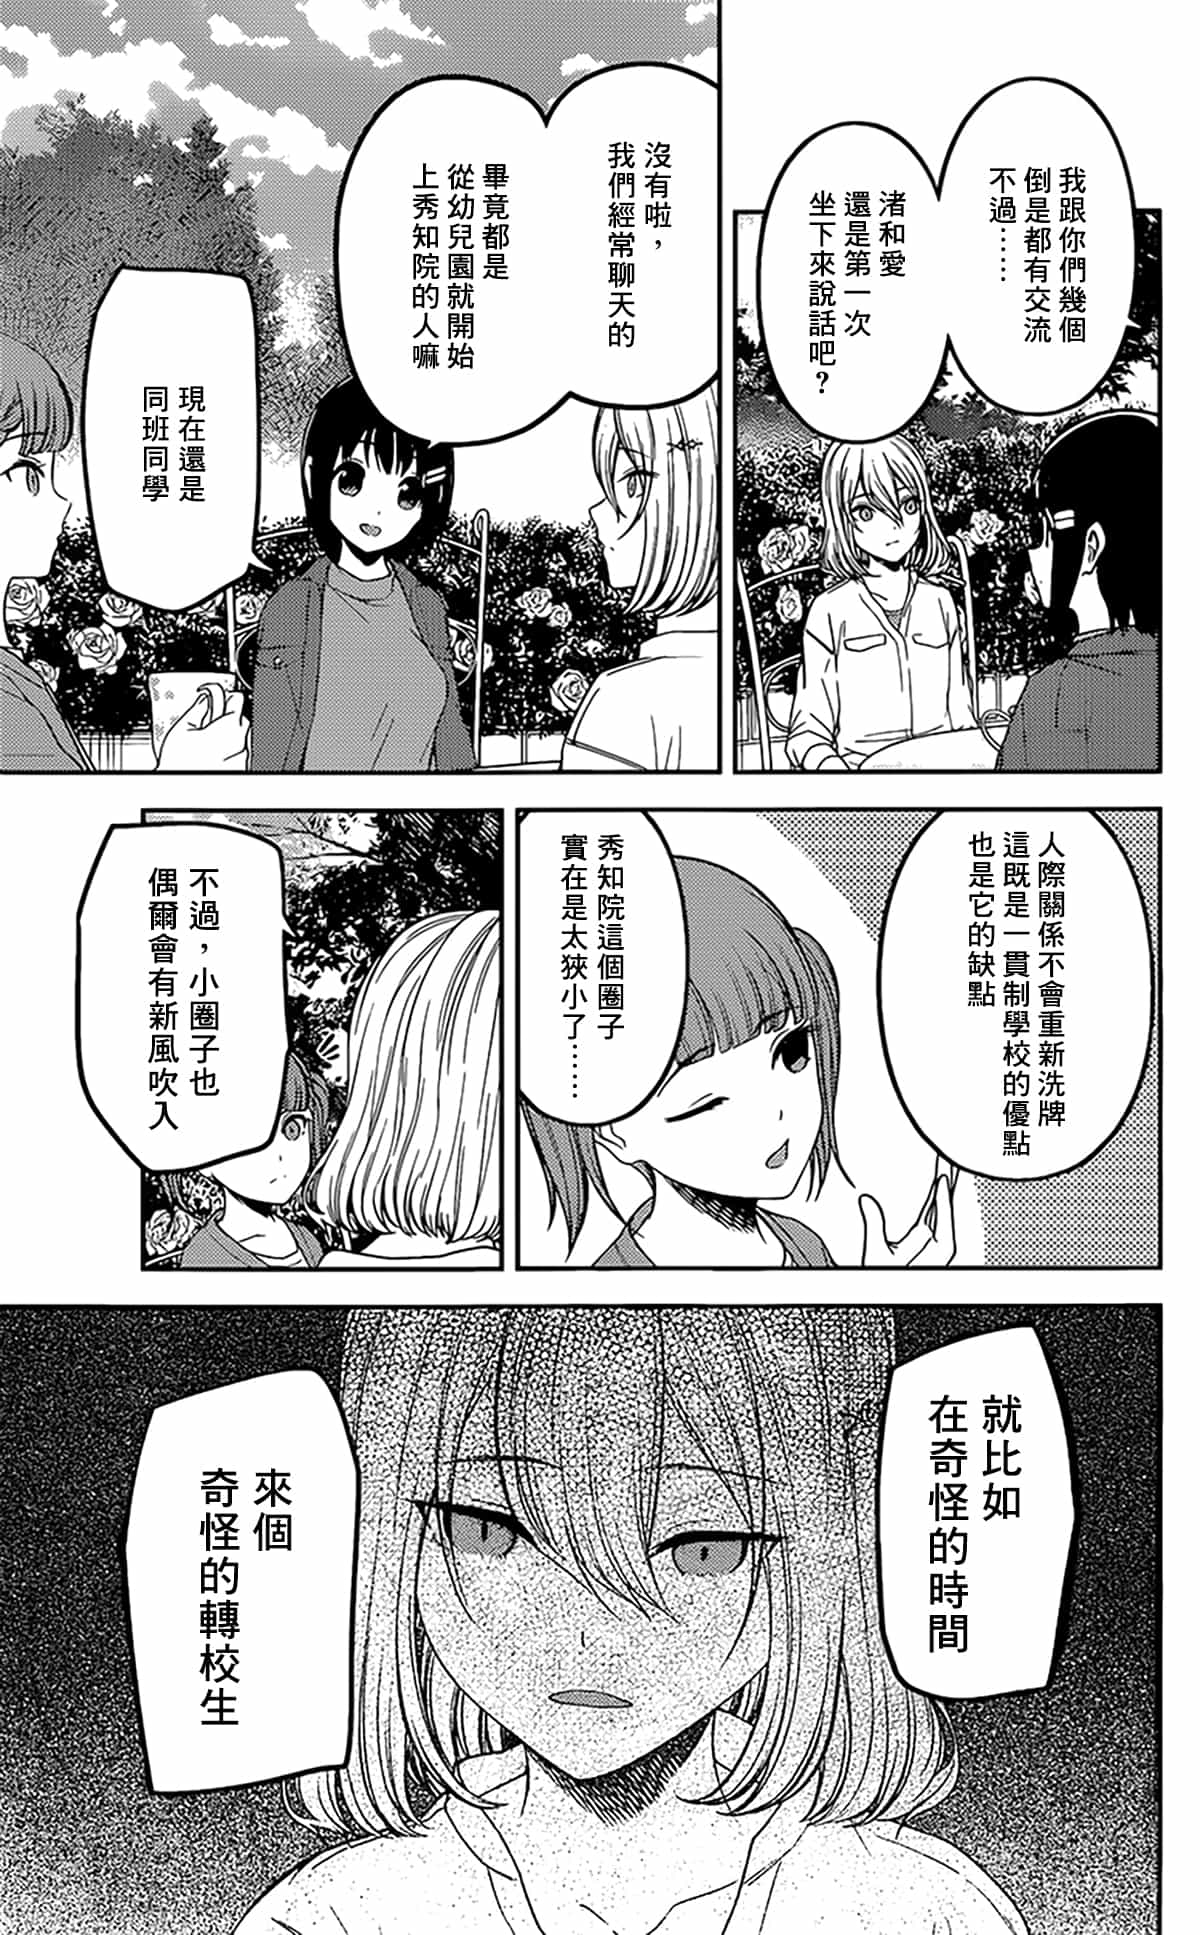 我跟你們幾個
倒是都有交流
不過……
渚和愛
還是第一次
坐下來說話吧？
沒有啦，
我們經常聊天的
畢竟都是
從幼兒園就開始
上秀知院的人嘛
現在還是
同班同學
人際關係不會重新洗牌
這既是一貫制學校的優點
也是它的缺點
秀知院這個圈子
實在是太狹小了……
不過，小圈子也
偶爾會有新風吹入
就比如
在奇怪的時間
來個
奇怪的轉校生